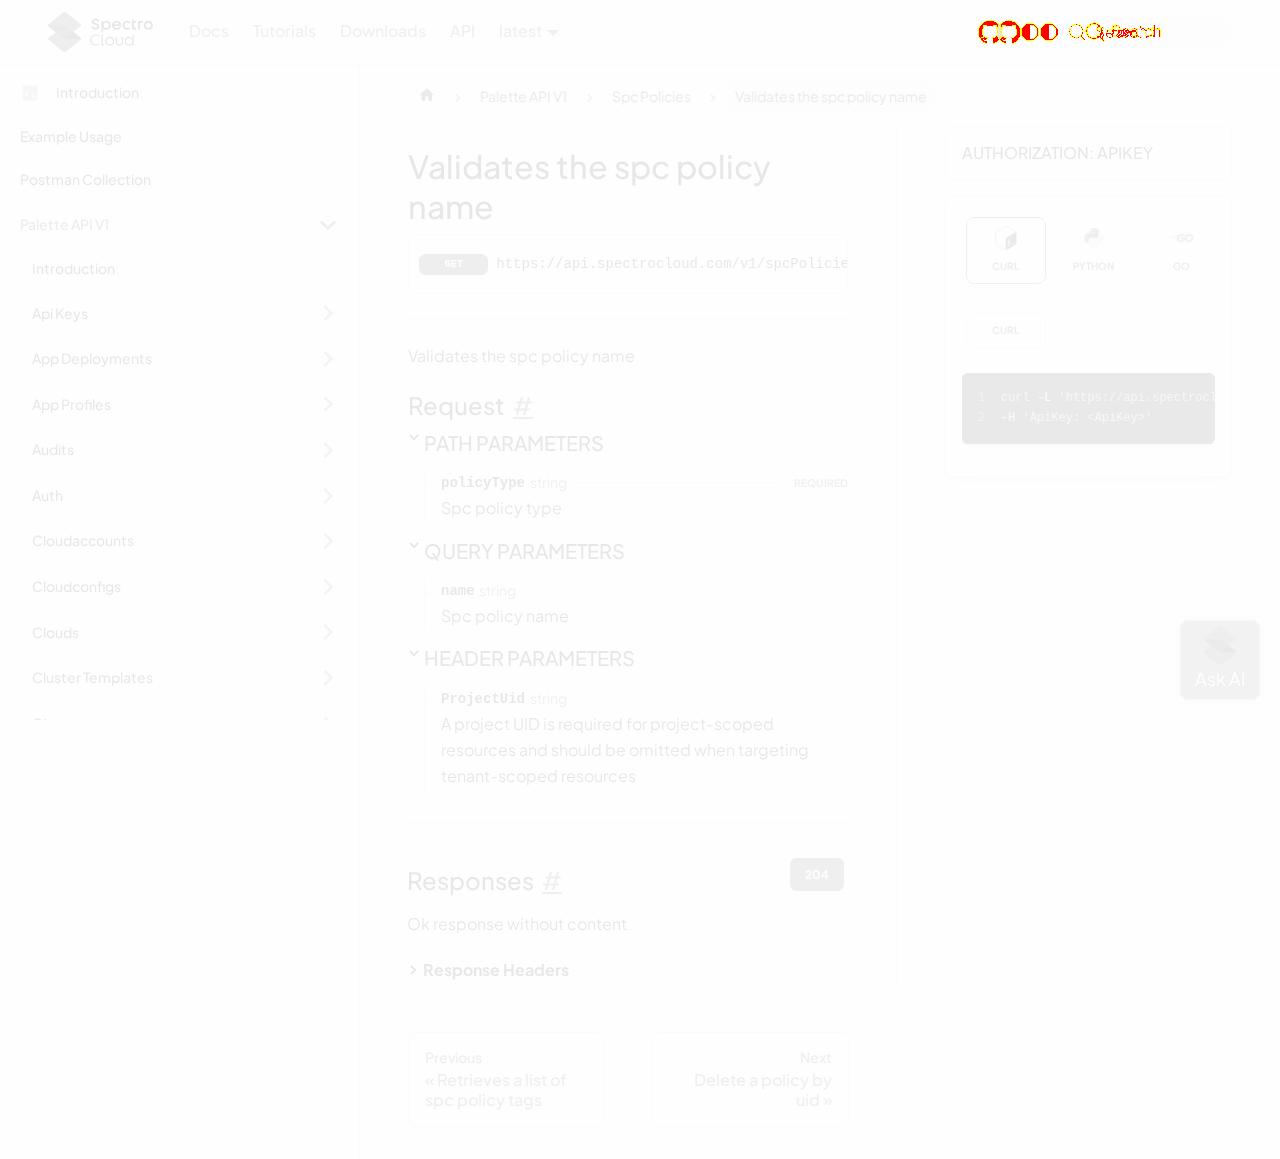 Spectro Cloud
Docs Tutorials Downloads API latest
Search
Introduction
Example Usage
Postman Collection
Palette API V1
Introduction
Api Keys
App Deployments
App Profiles
Audits
Auth
Cloudaccounts
Cloudconfigs
Clouds
Cluster Templates
Palette API V1 Spc Policies Validates the spc policy name
Validates the spc policy
name
GET https://api.spectrocloud.com/v1/spcPolicie
Validates the spc policy name
Request #
PATH PARAMETERS
policyType string REQUIRED
Spc policy type
QUERY PARAMETERS
name string
Spc policy name
HEADER PARAMETERS
ProjectUid string
A project UID is required for project-scoped
resources and should be omitted when targeting
tenant-scoped resources
Responses # 204
Ok response without content
Response Headers
Previous
« Retrieves a list of
spc policy tags
Next
Delete a policy by
uid »
AUTHORIZATION: APIKEY
CURL PYTHON GO
CURL
1 curl -L 'https://api.spectrocl
2 -H 'ApiKey: <ApiKey>'
Ask AI